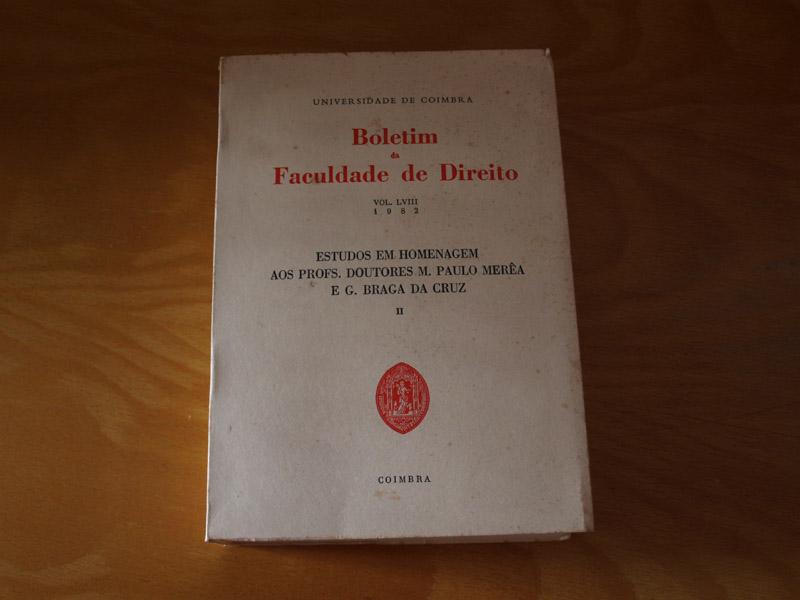 UNIVERSIDADE DE COIMBRA
Boletim
da
Faculdade de Direito
VOL. LVIII
1982
ESTUDOS EM HOMENAGEM
AOS PROFS. DOUTORES M. PAULO MERÊA
E G. BRAGA DA CRUZ
II
COIMBRA